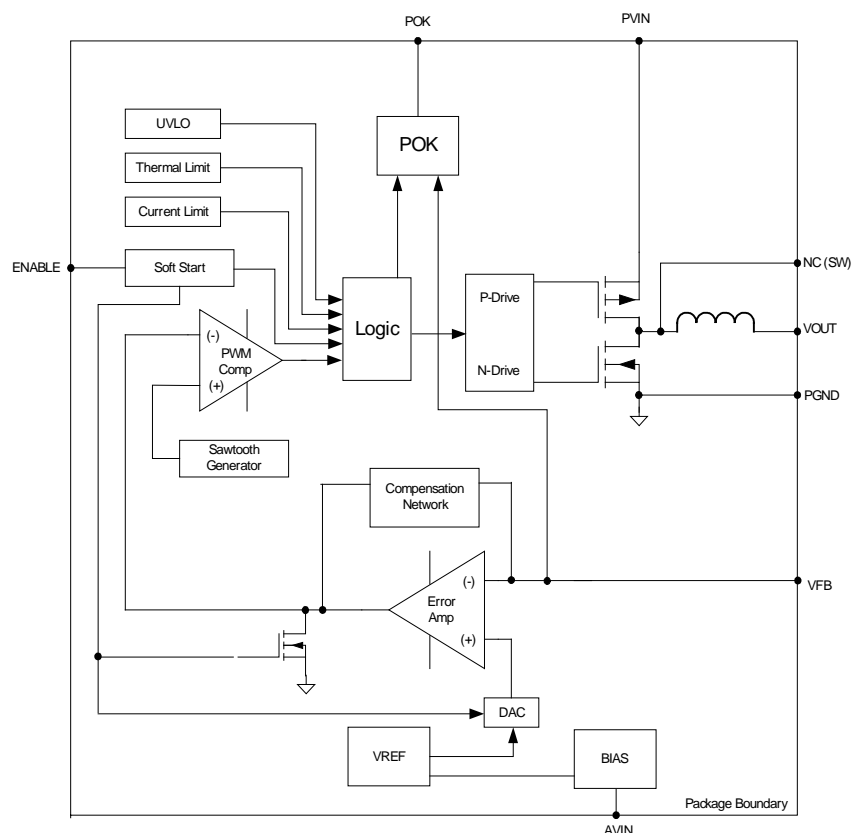 POK
PVIN
UVLO
POK
Thermal Limit
Current Limit
ENABLE
Soft Start
NC (SW)
P-Drive
Logic
VOUT
(-)
PWM
Comp
(+)
N-Drive
PGND
Sawtooth
Generator
Compensation
Network
(-)
VFB
Error
Amp
(+)
DAC
VREF
BIAS
Package Boundary
AVIN